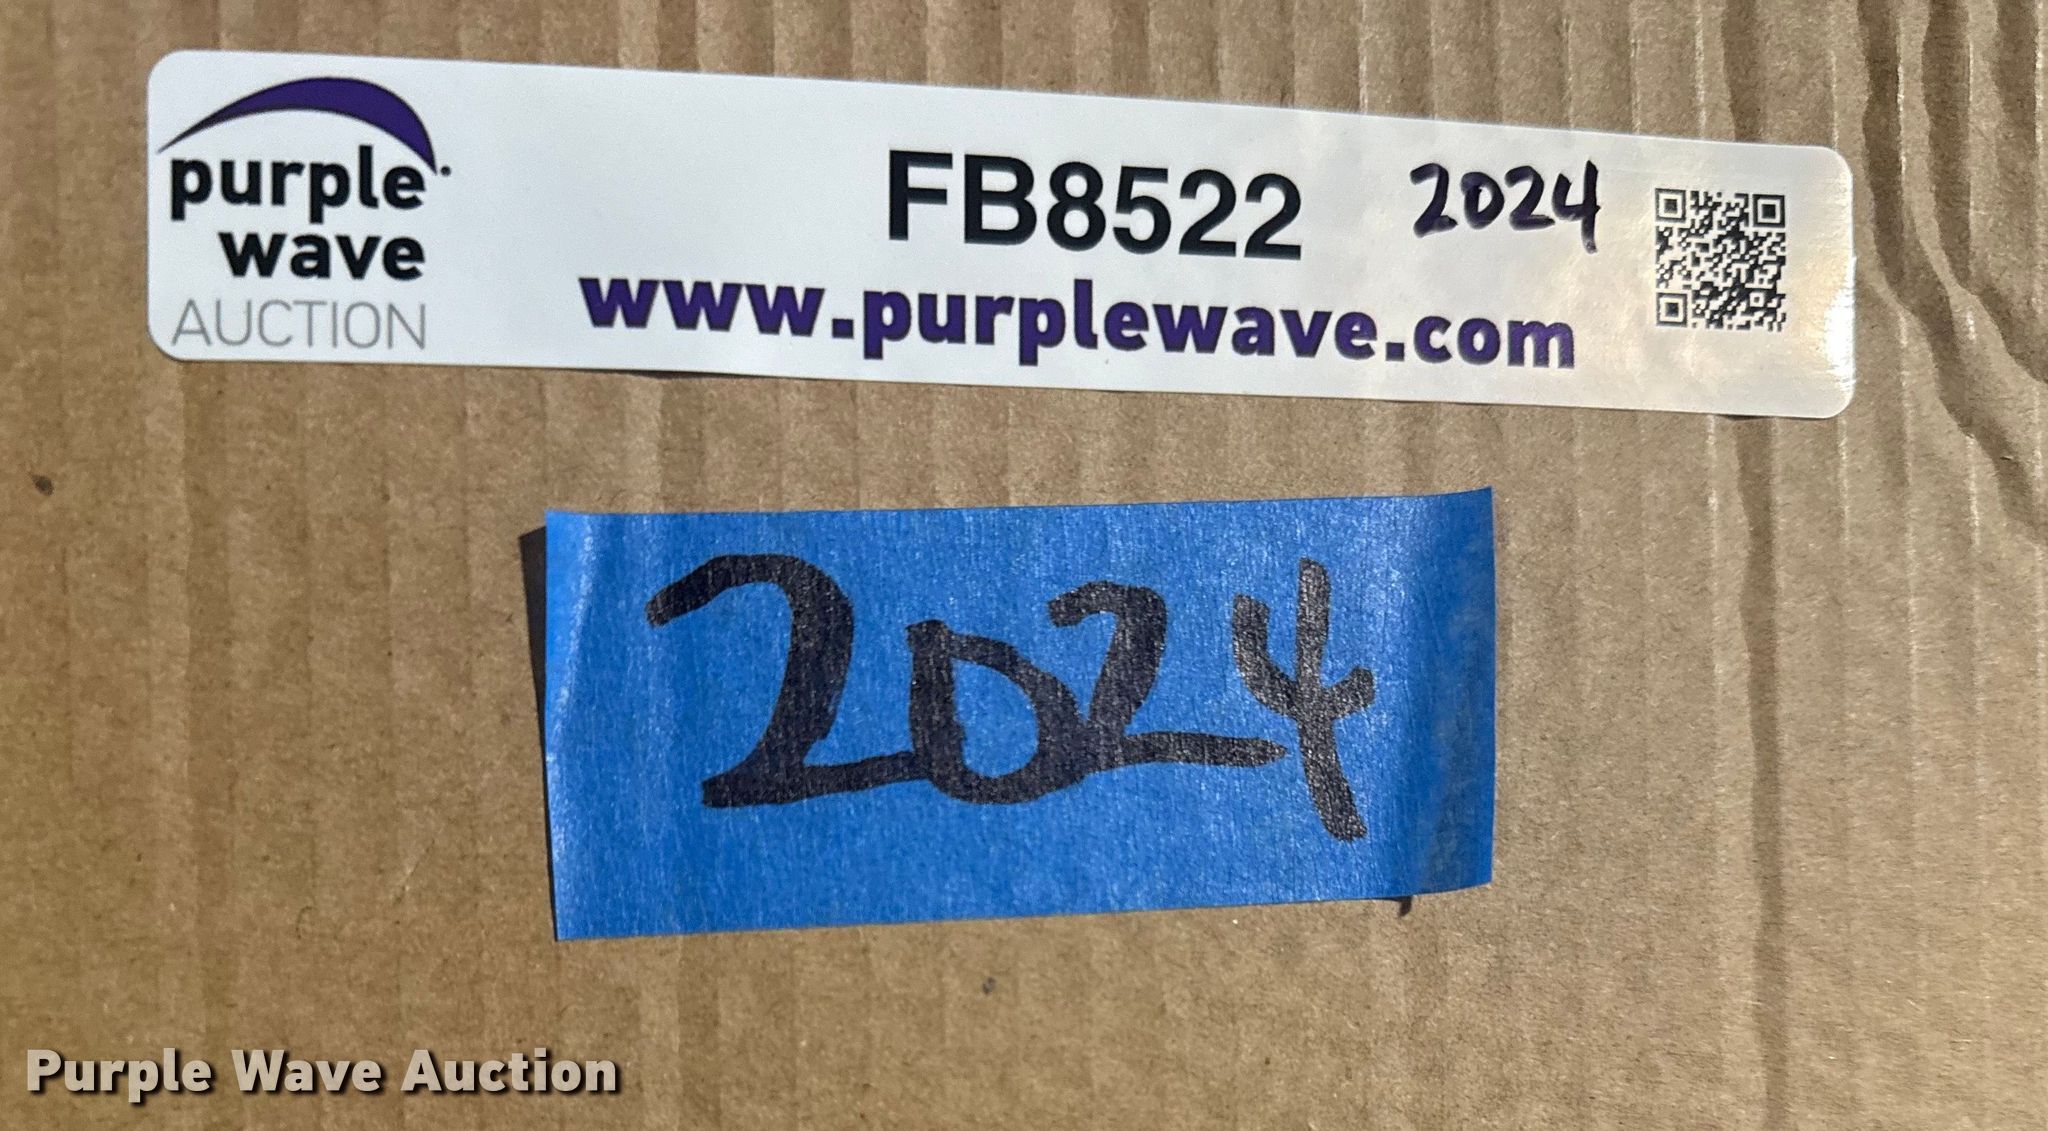 purple
wave
AUCTION
FB8522 2024
www.purplewave.com
2024
Purple Wave Auction